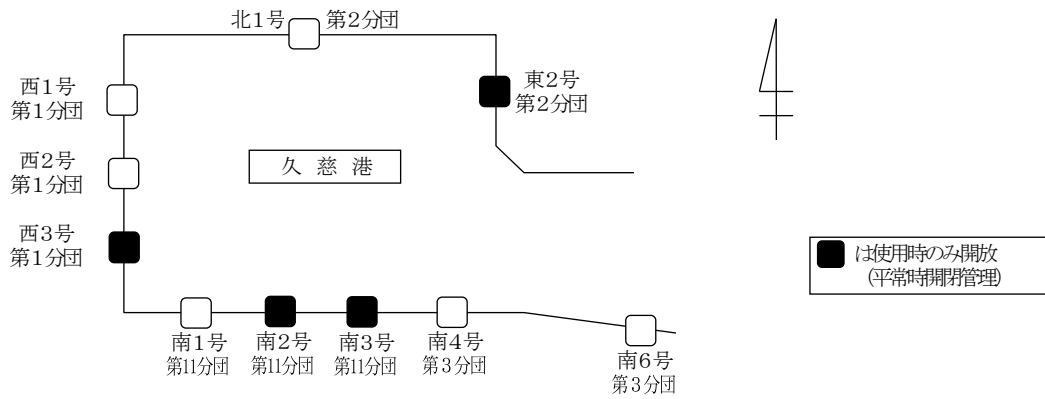 北1号 第2分団
西1号
第1分団
東2号
第2分団
西2号
第1分団
久 慈 港
西3号
第1分団
は使用時のみ開放
(平常時開閉管理)
南1号
第11分団
南2号
第11分団
南3号
第11分団
南4号
第3分団
南6号
第3分団